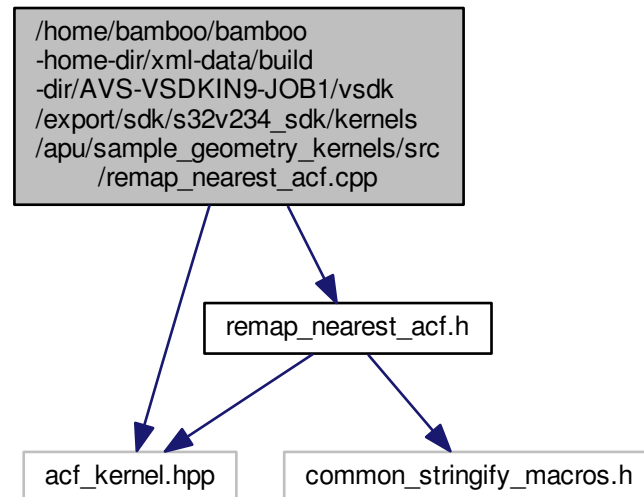 /home/bamboo/bamboo
-home-dir/xml-data/build
-dir/AVS-VSDKIN9-JOB1/vsdk
/export/sdk/s32v234_sdk/kernels
/apu/sample_geometry_kernels/src
/remap_nearest_acf.cpp
remap_nearest_acf.h
acf_kernel.hpp
common_stringify_macros.h